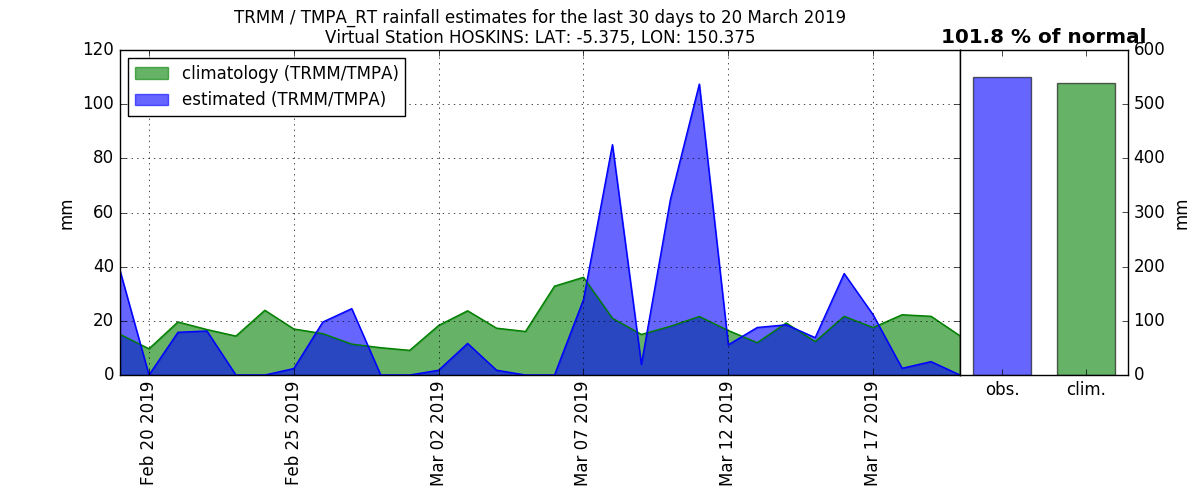 TRMM / TMPA_RT rainfall estimates for the last 30 days to 20 March 2019
Virtual Station HOSKINS: LAT: -5.375, LON: 150.375
101.8 % of normal
climatology (TRMM/TMPA)
estimated (TRMM/TMPA)
120
100
80
60
40
20
0
mm
Feb 20 2019
Feb 25 2019
Mar 02 2019
Mar 07 2019
Mar 12 2019
Mar 17 2019
600
500
400
300
200
100
0
mm
obs.
clim.